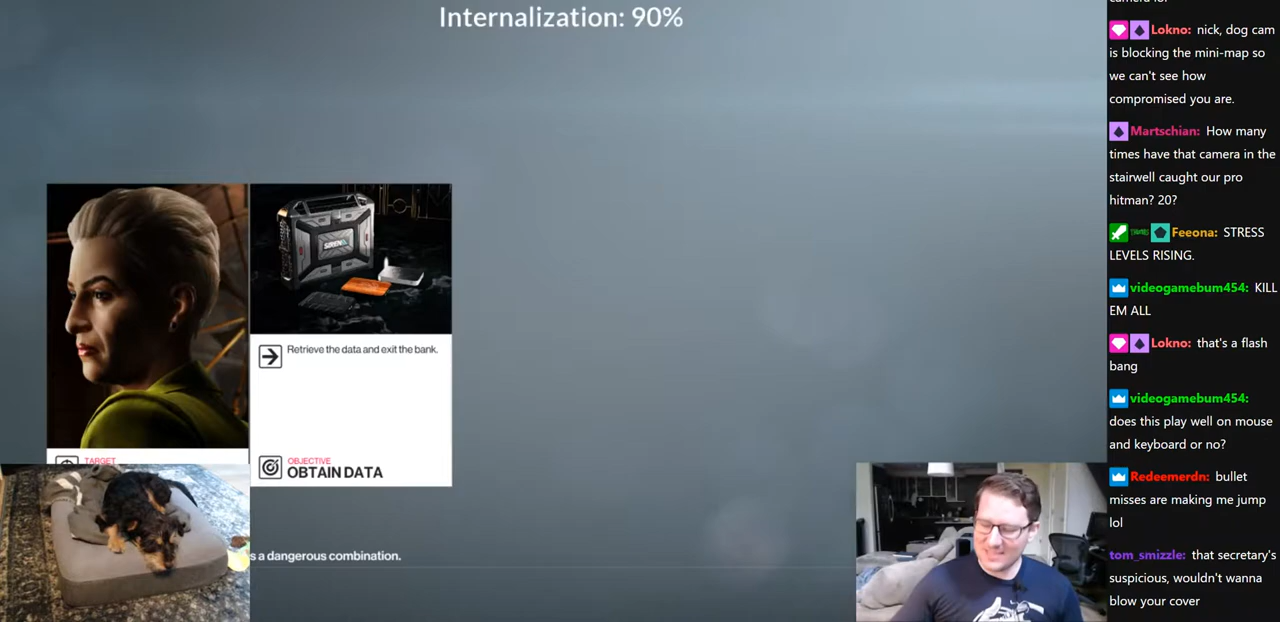 Internalization: 90%
SIREN
Retrieve the data and exit the bank.
TARGET
OBJECTIVE
OBTAIN DATA
s a dangerous combination.
camera lol
Lokno: nick, dog cam
is blocking the mini-map so
we can't see how
compromised you are.
Martschian: How many
times have that camera in the
stairwell caught our pro
hitman? 20?
Feeona: STRESS
LEVELS RISING.
videogamebum454: KILL
EM ALL
Lokno: that's a flash
bang
videogamebum454:
does this play well on mouse
and keyboard or no?
Redeemerdn: bullet
misses are making me jump
lol
tom_smizzle: that secretary's
suspicious, wouldn't wanna
blow your cover